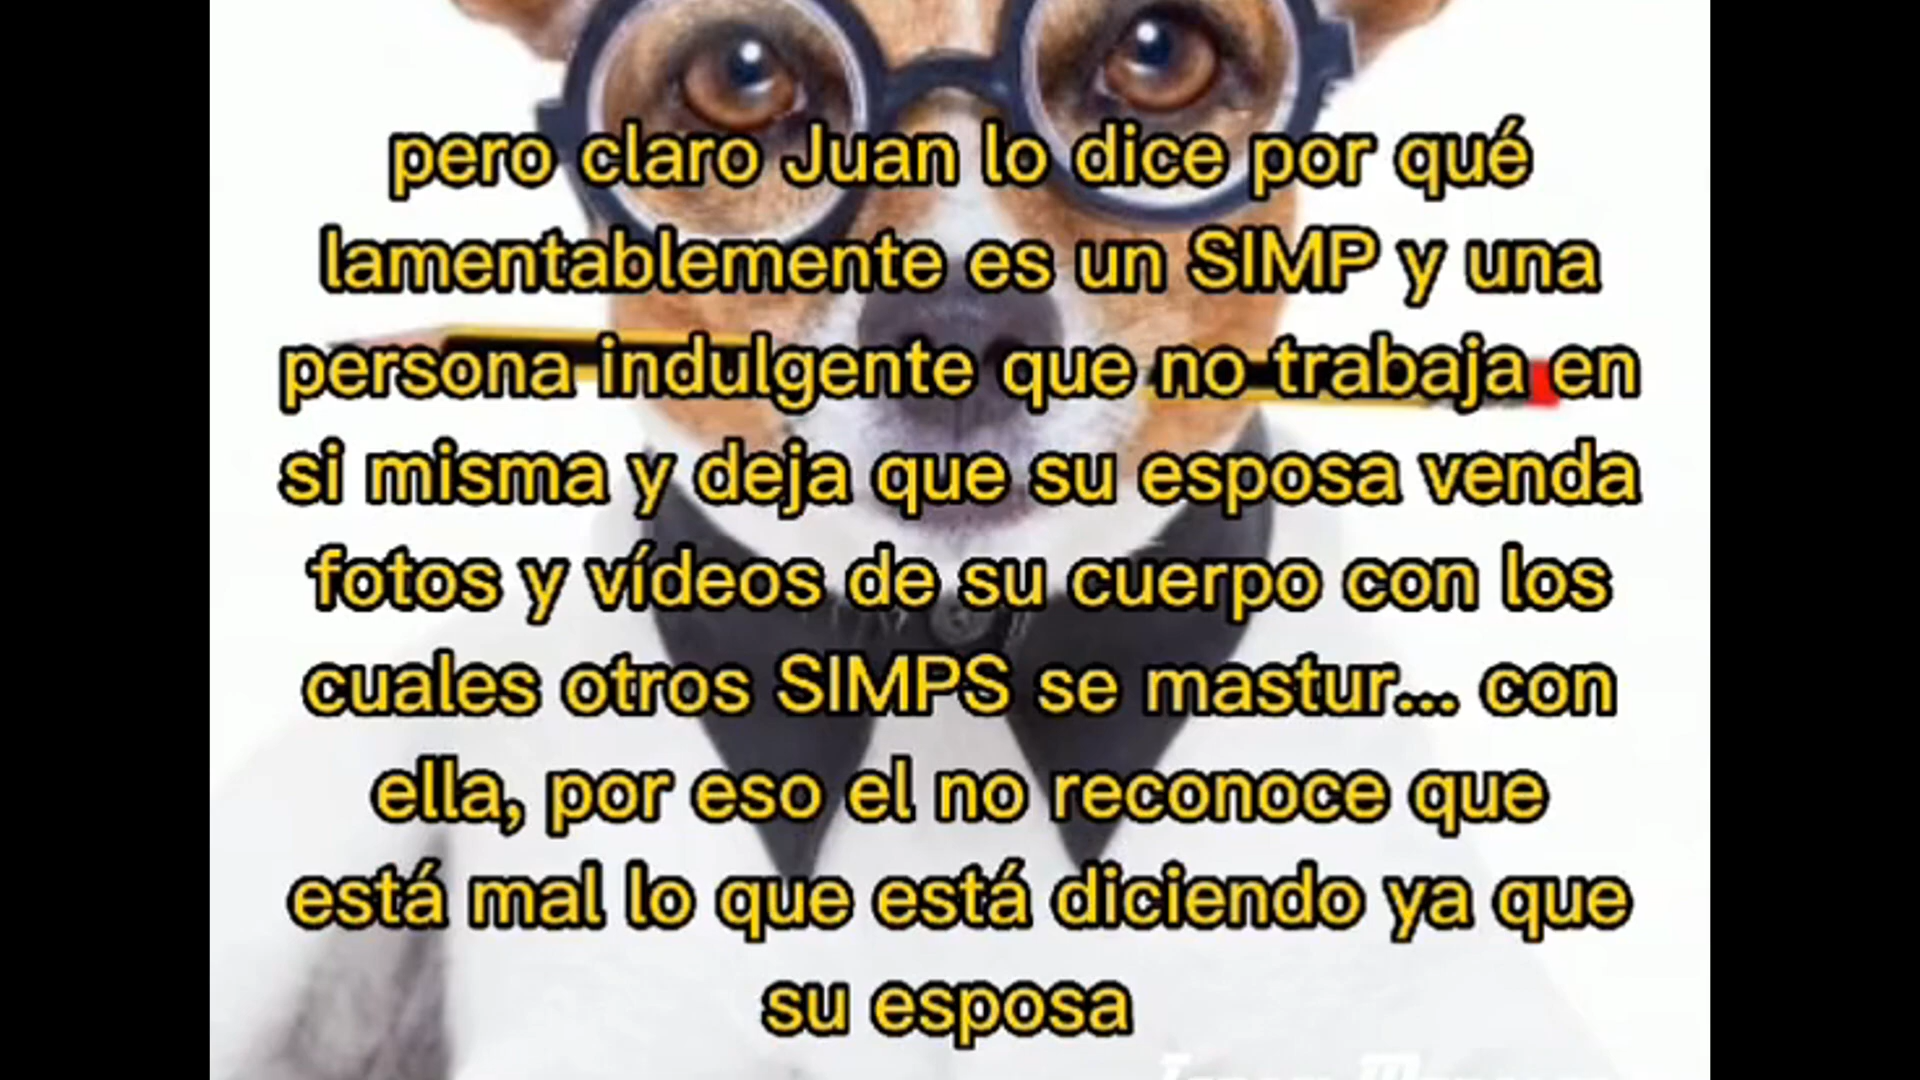 pero claro Juan lo dice por qué
lamentablemente es un SIMP y una
persona indulgente que no trabaja en
si misma y deja que su esposa venda
fotos y vídeos de su cuerpo con los
cuales otros SIMPS se mastur... con
ella, por eso el no reconoce que
está mal lo que está diciendo ya que
su esposa